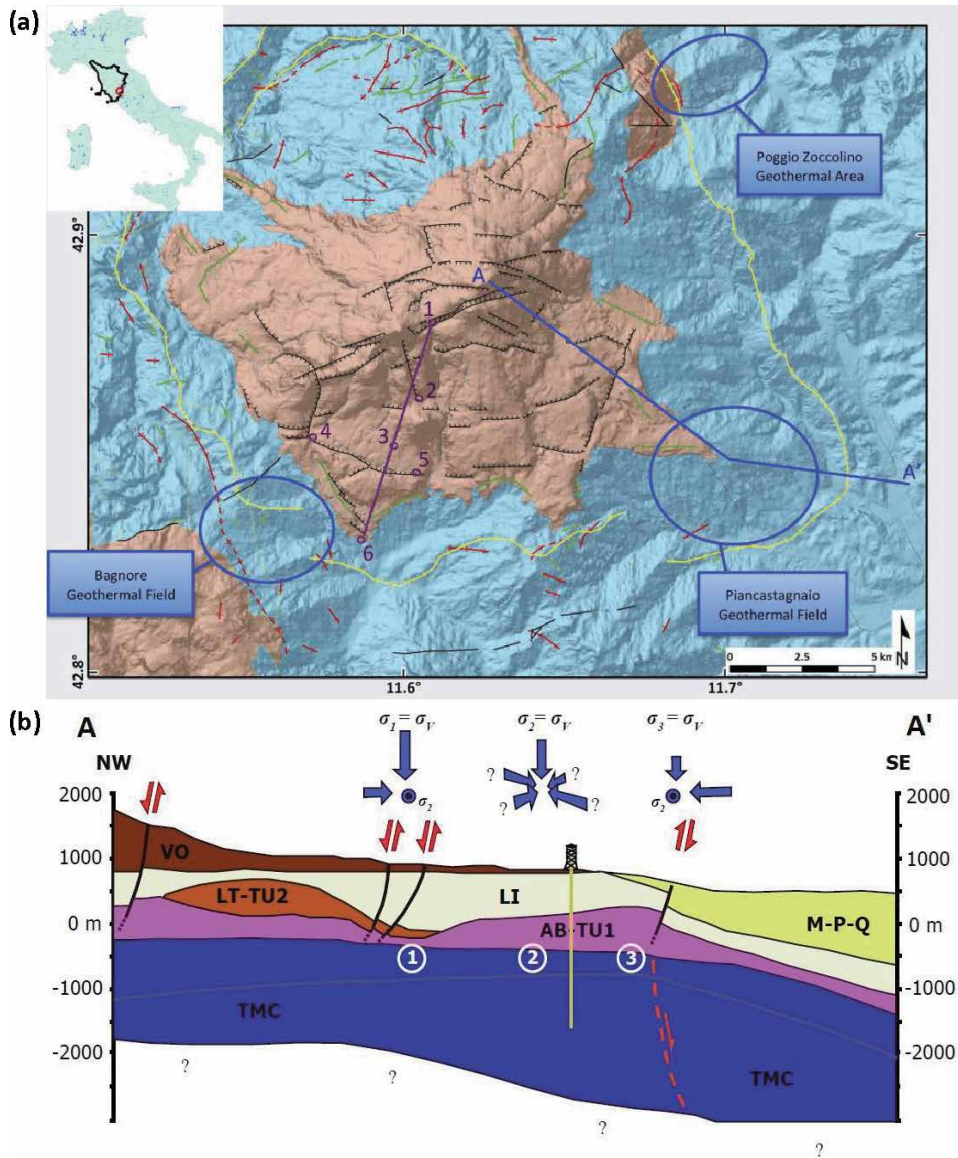 (a)
Poggio Zoccolino
Geothermal Area
42.9°
A
1
2
3
4
5
6
A'
Bagnore
Geothermal Field
Piancastagnaio
Geothermal Field
N
0 2.5 5 km
42.8°
11.6° 11.7°
(b)
A σ1 = σV σ2 = σV σ3 = σV A'
NW SE
? ? ? ?
σ2 σ2
2000 2000
1000 1000
0 m 0 m
-1000 -1000
-2000 -2000
VO
LT-TU2
LI
AB-TU1
M-P-Q
1 2 3
TMC
TMC
? ? ? ?